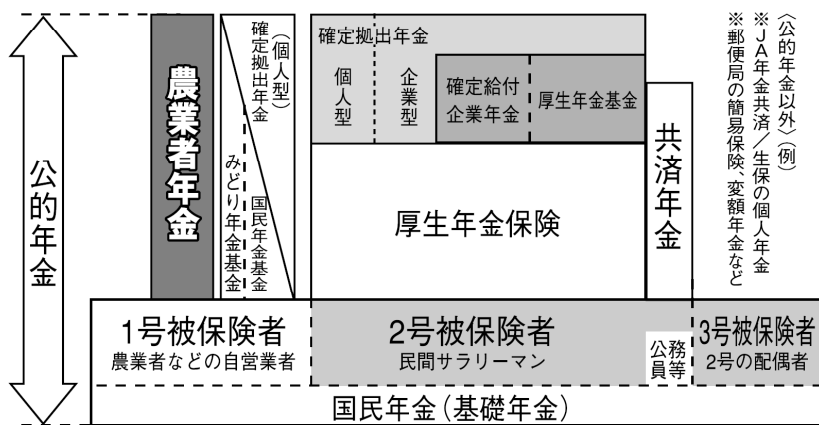 公的年金
農業者年金
確定拠出年金
(個人型)
みどり年金基金
国民年金基金
確定拠出年金
個人型
企業型
確定給付
企業年金
厚生年金基金
厚生年金保険
共済年金
〈公的年金以外〉(例)
※JA年金共済/生保の個人年金
※郵便局の簡易保険、変額年金など
1号被保険者
農業者などの自営業者
2号被保険者
民間サラリーマン
公務
員等
3号被保険者
2号の配偶者
国民年金(基礎年金)